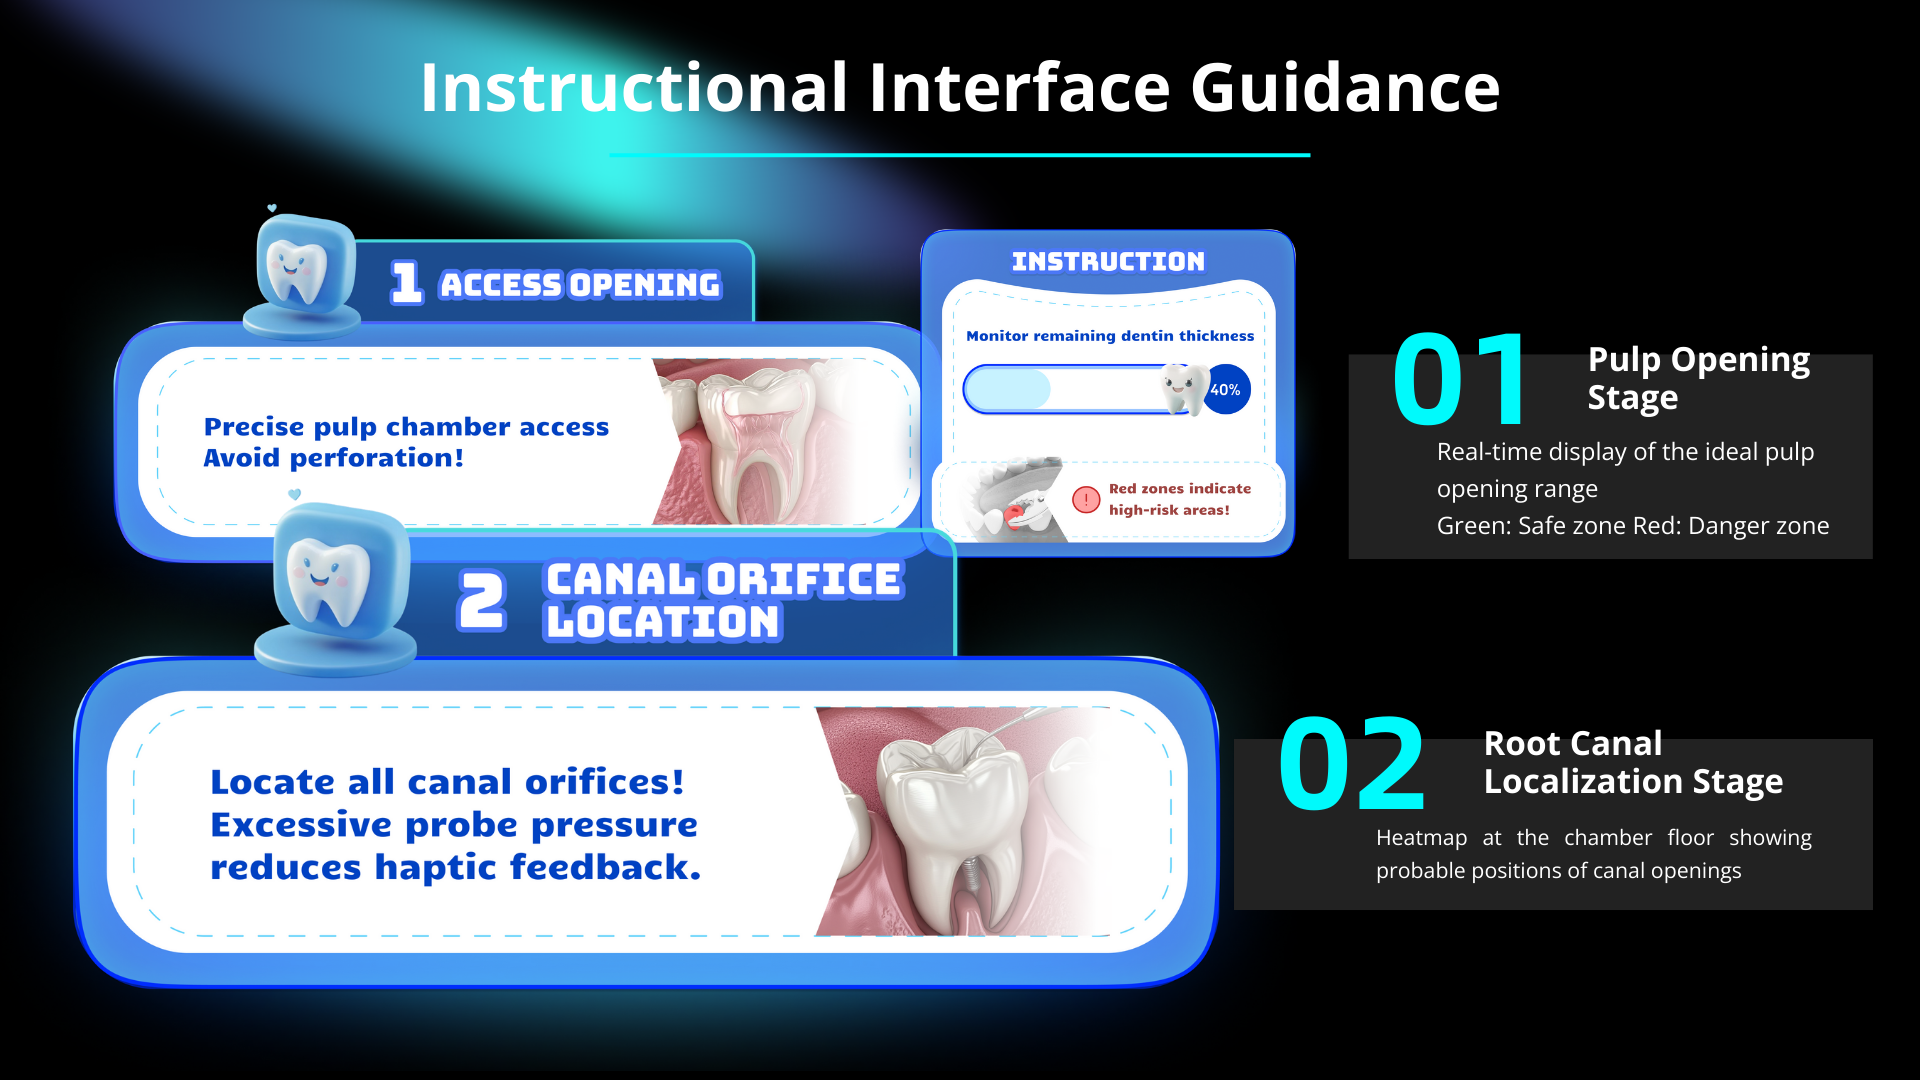 Instructional Interface Guidance
1 ACCESS OPENING
Precise pulp chamber access
Avoid perforation!
INSTRUCTION
Monitor remaining dentin thickness
40%
!
Red zones indicate
high-risk areas!
01
Pulp Opening
Stage
Real-time display of the ideal pulp
opening range
Green: Safe zone Red: Danger zone
2 CANAL ORIFICE
LOCATION
Locate all canal orifices!
Excessive probe pressure
reduces haptic feedback.
02
Root Canal
Localization Stage
Heatmap at the chamber floor showing
probable positions of canal openings